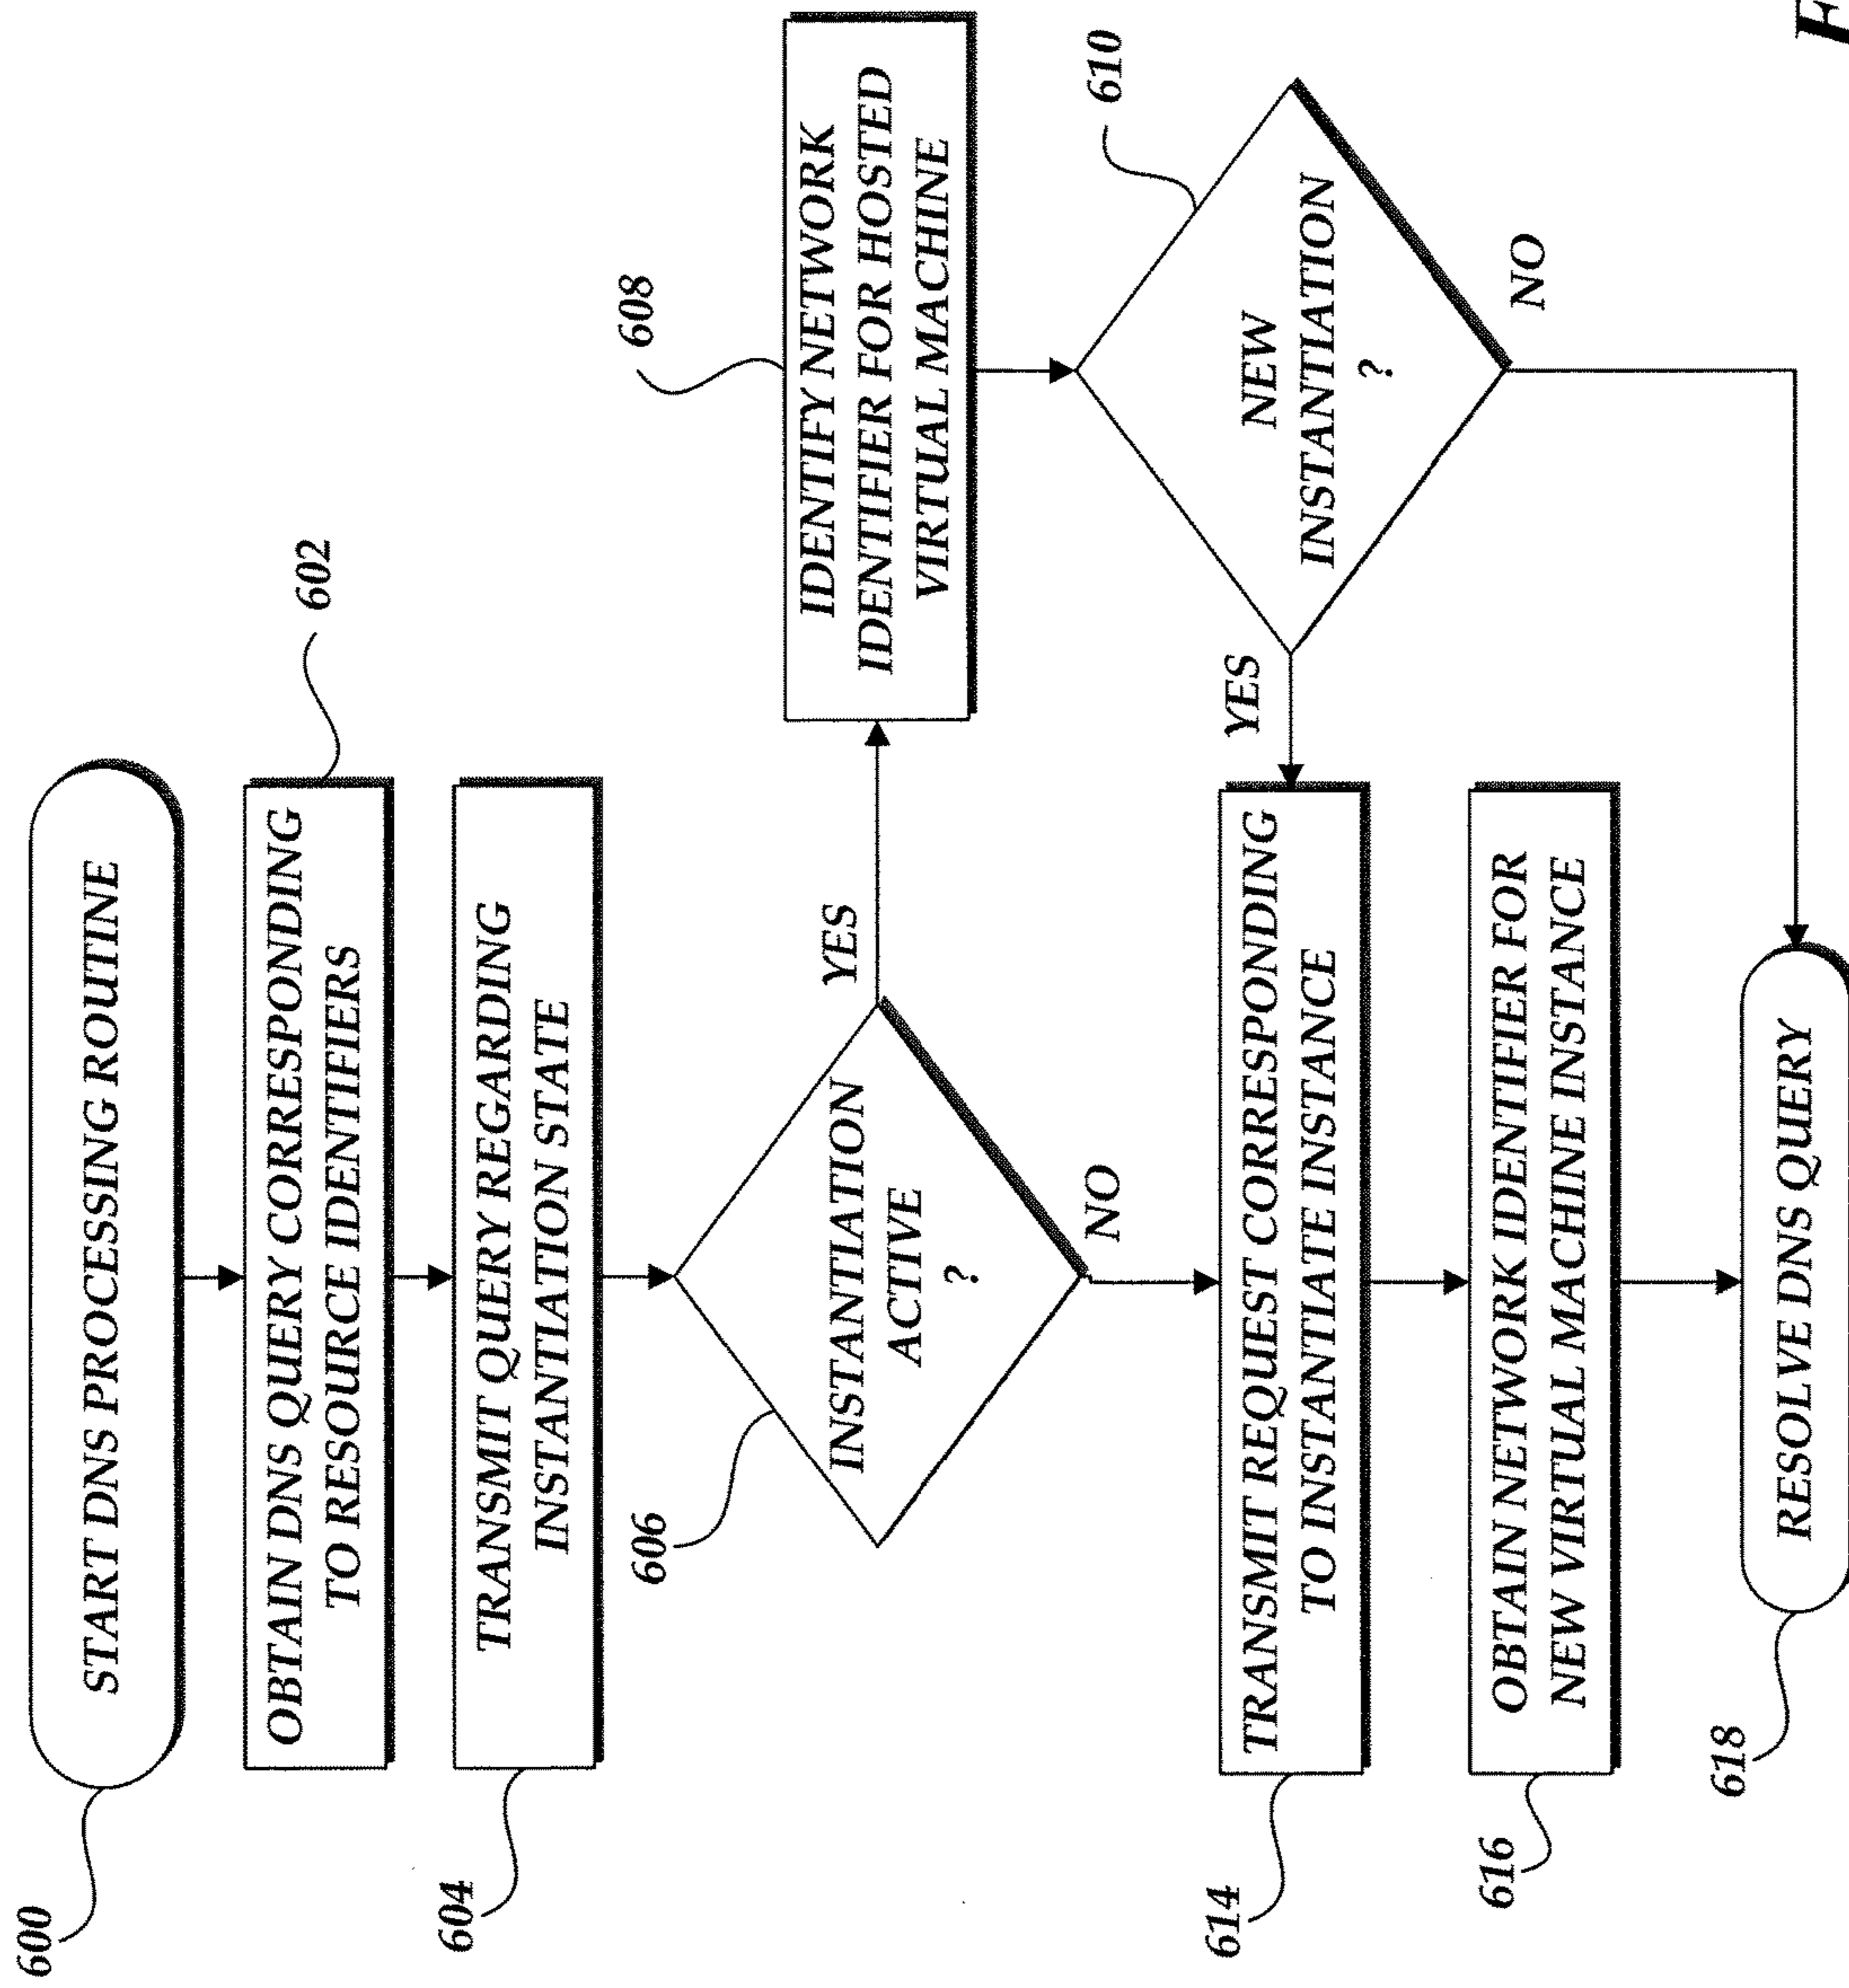 600
START DNS PROCESSING ROUTINE
602
OBTAIN DNS QUERY CORRESPONDING
TO RESOURCE IDENTIFIERS
604
TRANSMIT QUERY REGARDING
INSTANTIATION STATE
606
INSTANTIATION
ACTIVE
?
YES
NO
608
IDENTIFY NETWORK
IDENTIFIER FOR HOSTED
VIRTUAL MACHINE
610
NEW
INSTANTIATION
?
YES
NO
614
TRANSMIT REQUEST CORRESPONDING
TO INSTANTIATE INSTANCE
616
OBTAIN NETWORK IDENTIFIER FOR
NEW VIRTUAL MACHINE INSTANCE
618
RESOLVE DNS QUERY